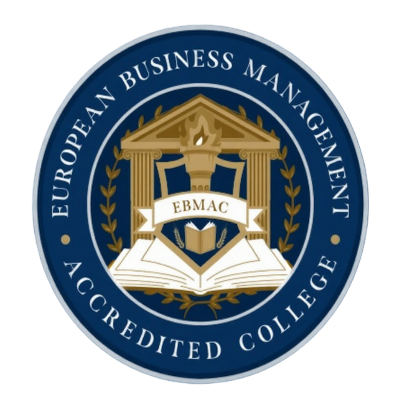 EUROPEAN BUSINESS MANAGEMENT
EBMAC
ACCREDITED COLLEGE